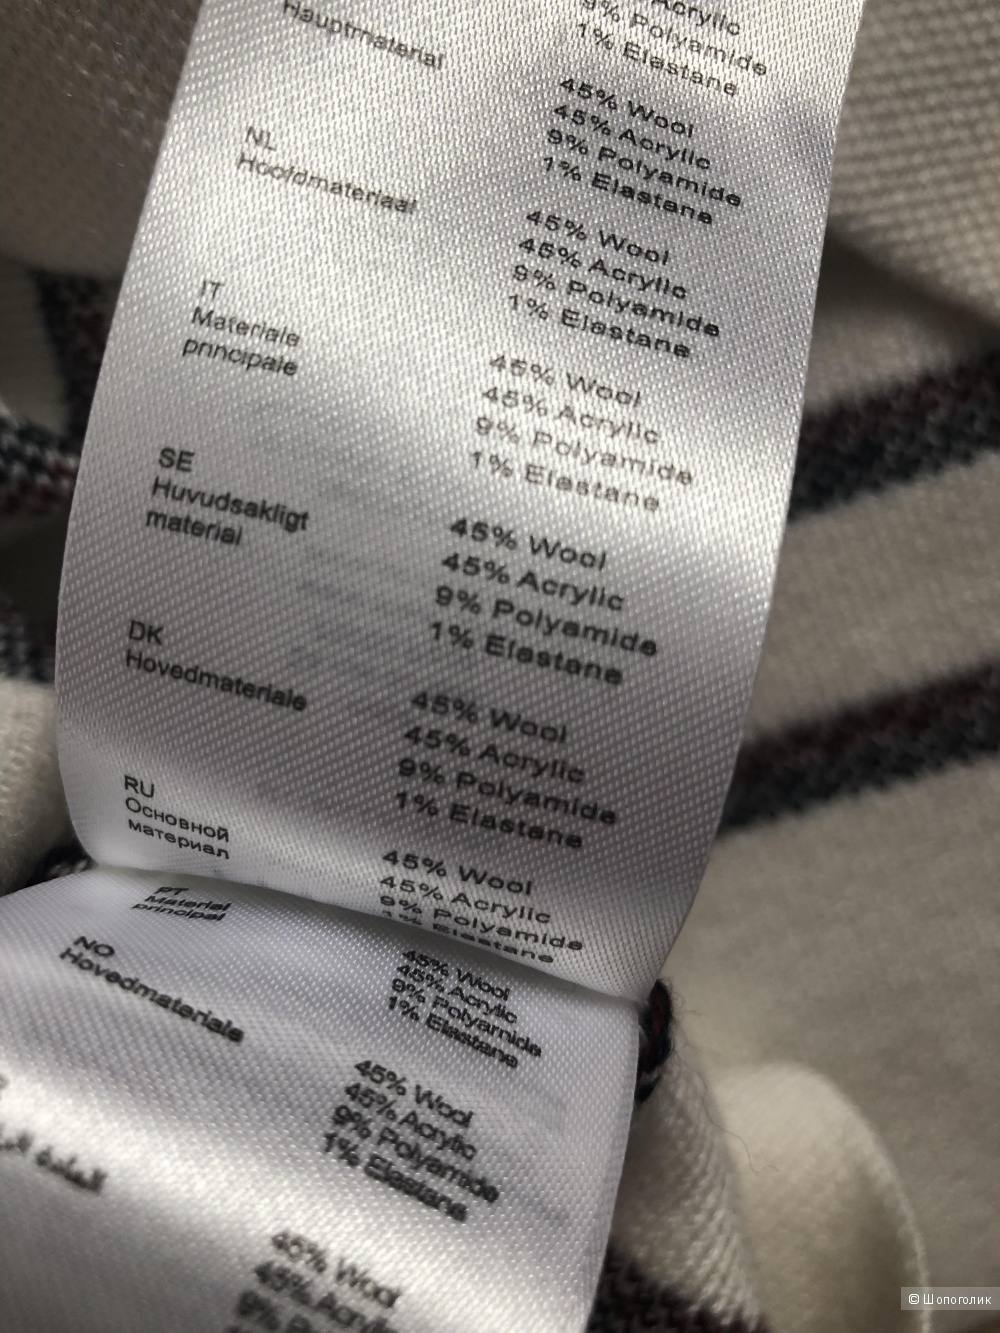 Acrylic
9% Polyamide
1% Elastane
Hauptmaterial
45% Wool
45% Acrylic
9% Polyamide
1% Elastane
NL
Hoofdmateriaal
45% Wool
45% Acrylic
9% Polyamide
1% Elastane
IT
Materiale
principale
45% Wool
45% Acrylic
9% Polyamide
1% Elastane
SE
Huvudsakligt
material
45% Wool
45% Acrylic
9% Polyamide
1% Elastane
DK
Hovedmateriale
45% Wool
45% Acrylic
9% Polyamide
1% Elastane
RU
Основной
материал
45% Wool
45% Acrylic
9% Polyamide
1% Elastane
PT
Material
principal
45% Wool
45% Acrylic
9% Polyamide
1% Elastane
NO
Hovedmateriale
45% Wool
45% Acrylic
9% Polyamide
1% Elastane
المادة
45% Wool
45% Acrylic
9%
© Шопоголик